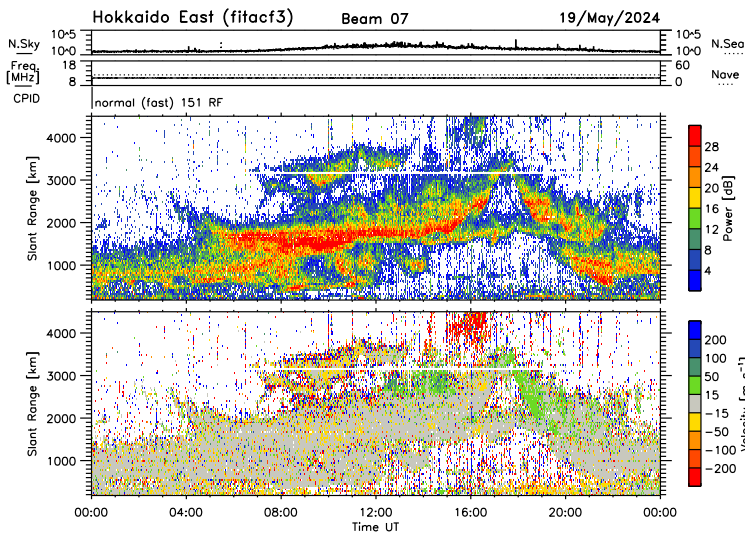 Hokkaido East (fitacf3) Beam 07 19/May/2024
N.Sky 10^5 10^0 10^5 10^0 N.Sea
Freq. [MHz] 18 8 60 0 Nave
CPID normal (fast) 151 RF
Slant Range [km] 4000 3000 2000 1000
Power [dB] 28 24 20 16 12 8 4
Slant Range [km] 4000 3000 2000 1000
Velocity [m s^-1] 200 100 50 15 -15 -50 -100 -200
00:00 04:00 08:00 12:00 16:00 20:00 00:00
Time UT